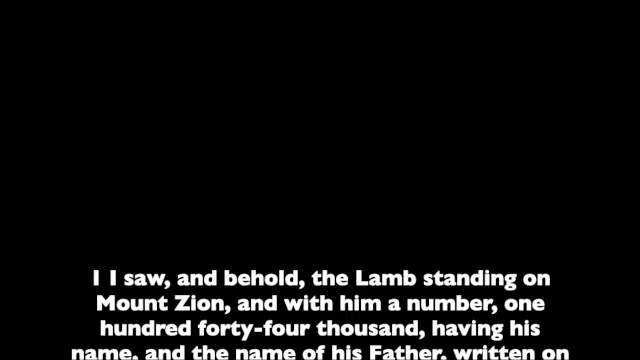 1 I saw, and behold, the Lamb standing on
Mount Zion, and with him a number, one
hundred forty-four thousand, having his
name, and the name of his Father, written on